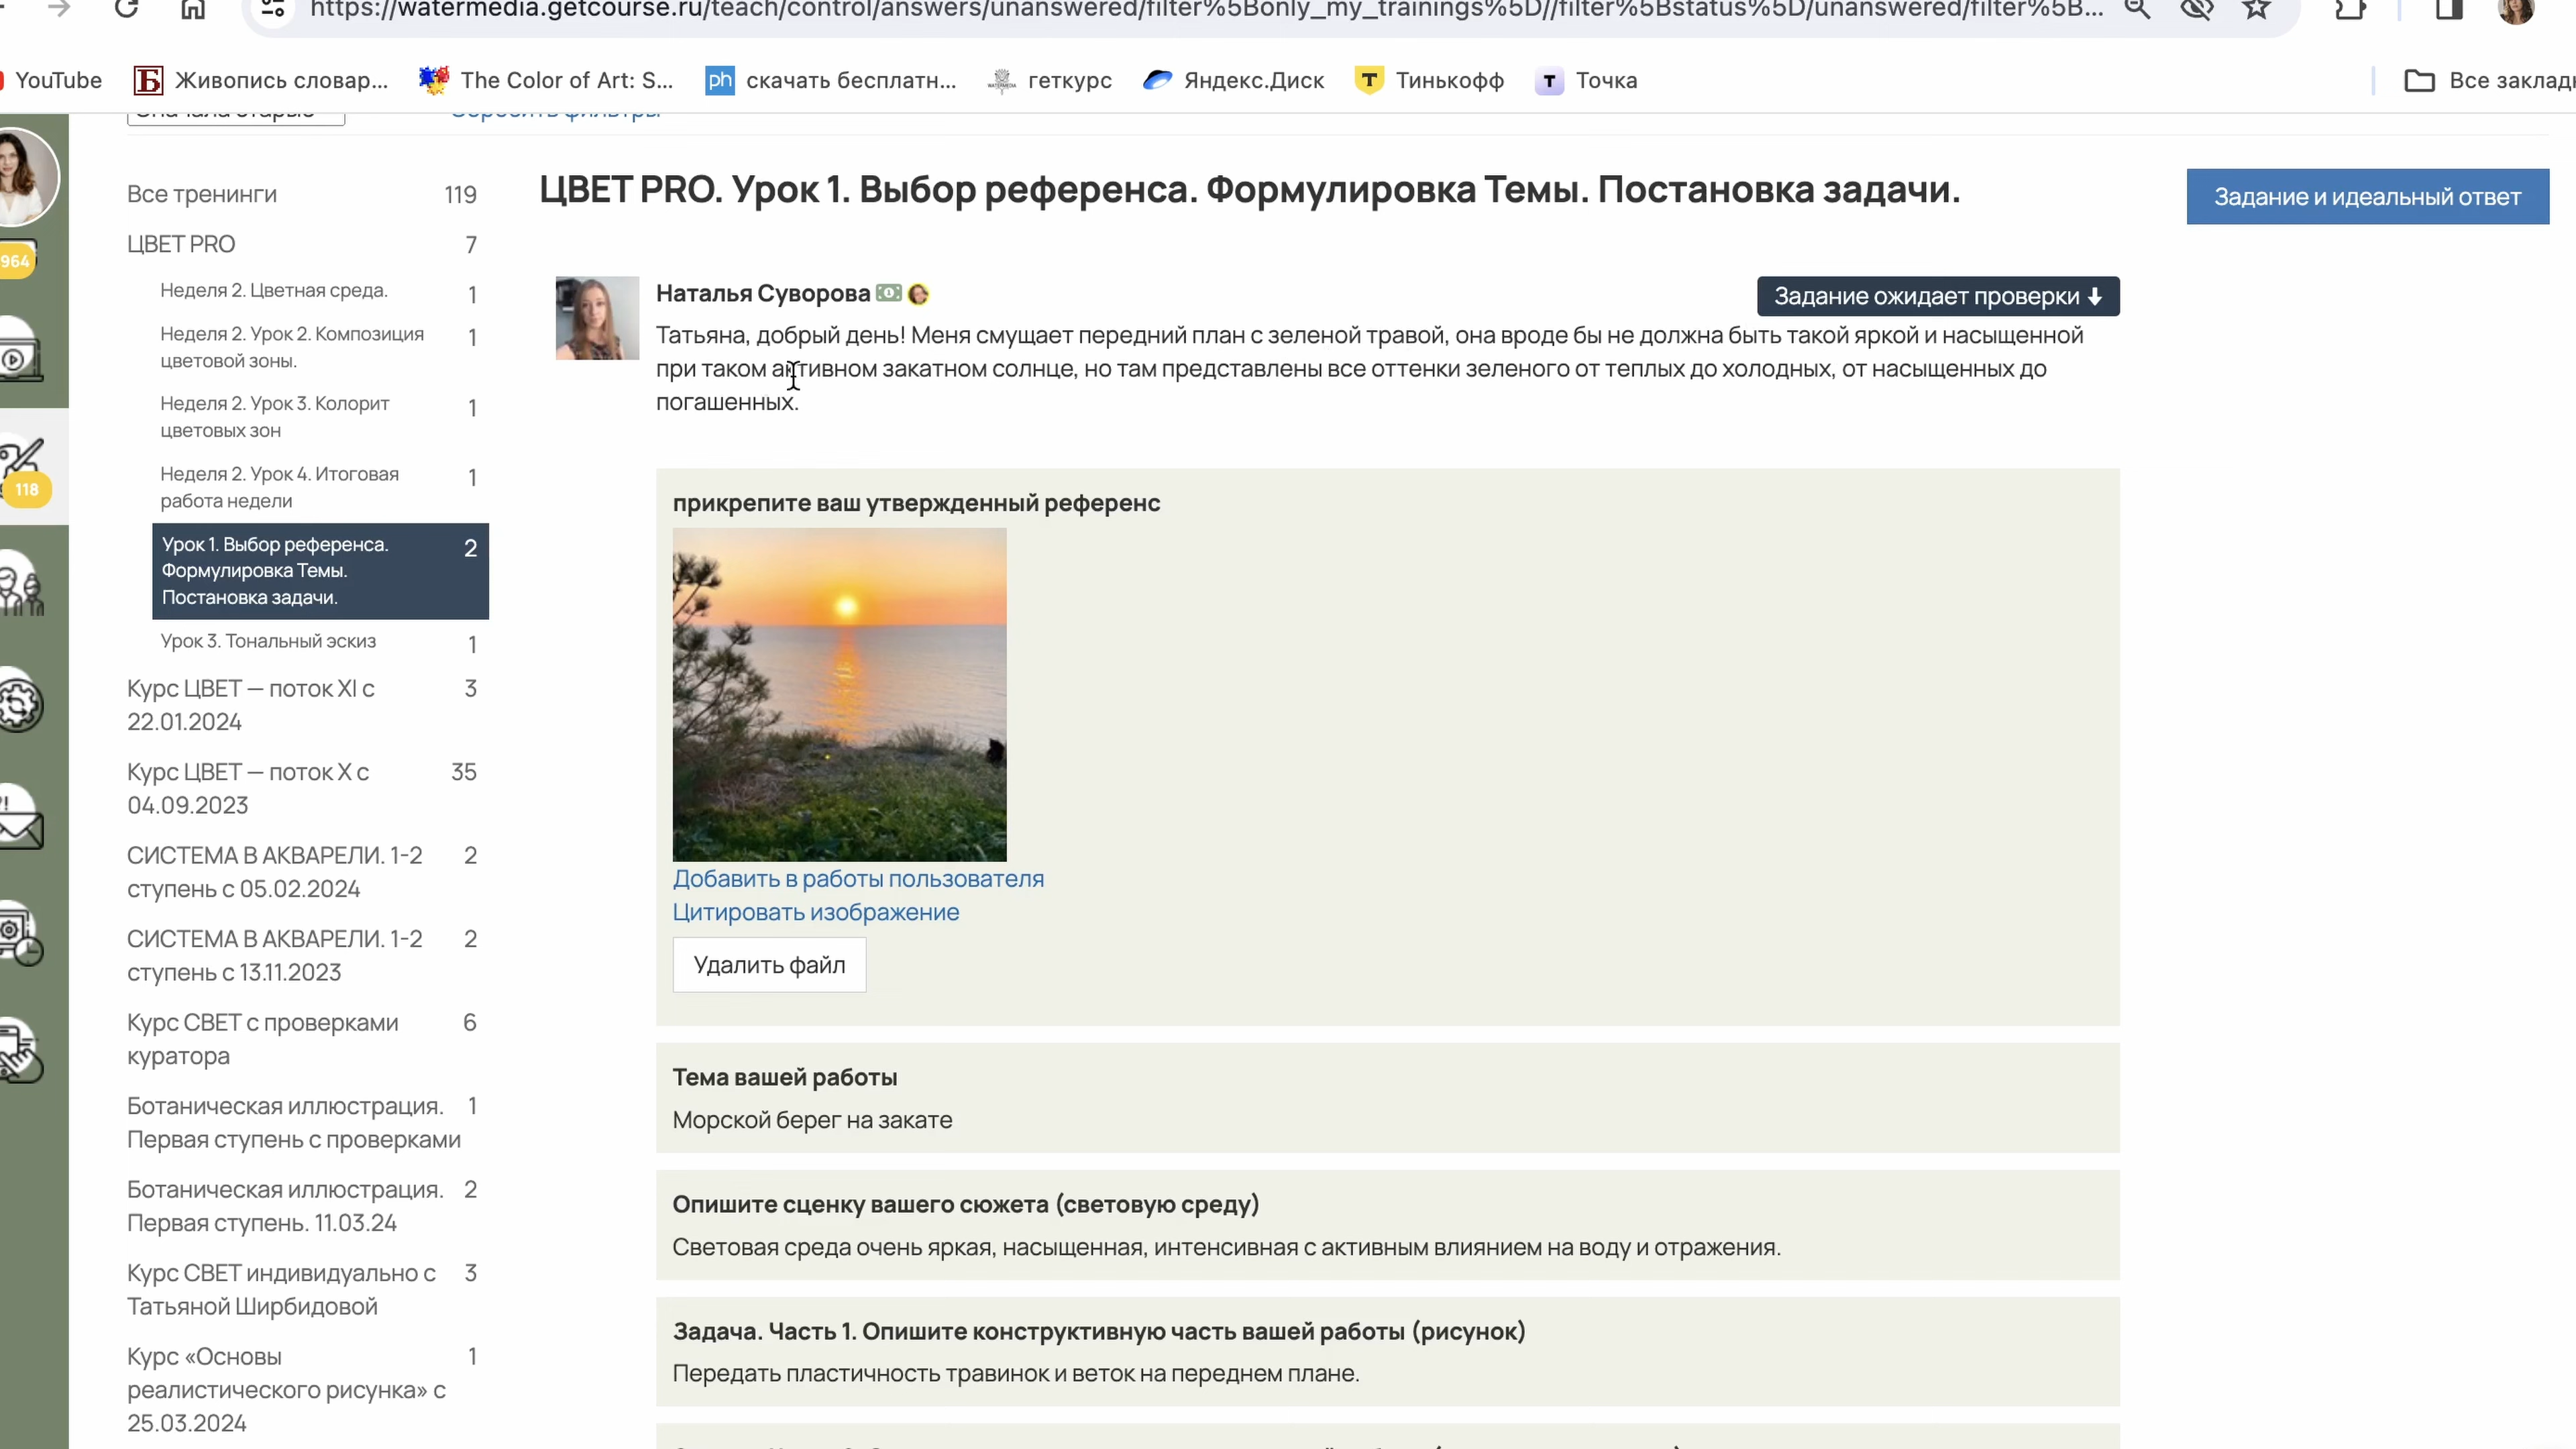 https://watermedia.getcourse.ru/teach/control/answers/unanswered/filter%5Bonly_my_trainings%5D//filter%5Bstatus%5D/unanswered/filter%5B...
YouTube
Живопись словар...
The Color of Art: S...
ph скачать бесплатн...
геткурс
Яндекс.Диск
Т Тинькофф
Т Точка
Сначала старые
Сбросить фильтры
964
118
Все тренинги 119
ЦВЕТ PRO 7
Неделя 2. Цветная среда. 1
Неделя 2. Урок 2. Композиция 1
цветовой зоны.
Неделя 2. Урок 3. Колорит 1
цветовых зон
Неделя 2. Урок 4. Итоговая 1
работа недели
Урок 1. Выбор референса. 2
Формулировка Темы.
Постановка задачи.
Урок 3. Тональный эскиз 1
Курс ЦВЕТ — поток XI с 3
22.01.2024
Курс ЦВЕТ — поток X с 35
04.09.2023
СИСТЕМА В АКВАРЕЛИ. 1-2 2
ступень с 05.02.2024
СИСТЕМА В АКВАРЕЛИ. 1-2 2
ступень с 13.11.2023
Курс СВЕТ с проверками 6
куратора
Ботаническая иллюстрация. 1
Первая ступень с проверками
Ботаническая иллюстрация. 2
Первая ступень. 11.03.24
Курс СВЕТ индивидуально с 3
Татьяной Ширбидовой
Курс «Основы 1
реалистического рисунка» с
25.03.2024
ЦВЕТ PRO. Урок 1. Выбор референса. Формулировка Темы. Постановка задачи.
Задание и идеальный ответ
Наталья Суворова
Задание ожидает проверки
Татьяна, добрый день! Меня смущает передний план с зеленой травой, она вроде бы не должна быть такой яркой и насыщенной
при таком активном закатном солнце, но там представлены все оттенки зеленого от теплых до холодных, от насыщенных до
погашенных.
прикрепите ваш утвержденный референс
Добавить в работы пользователя
Цитировать изображение
Удалить файл
Тема вашей работы
Морской берег на закате
Опишите сценку вашего сюжета (световую среду)
Световая среда очень яркая, насыщенная, интенсивная с активным влиянием на воду и отражения.
Задача. Часть 1. Опишите конструктивную часть вашей работы (рисунок)
Передать пластичность травинок и веток на переднем плане.